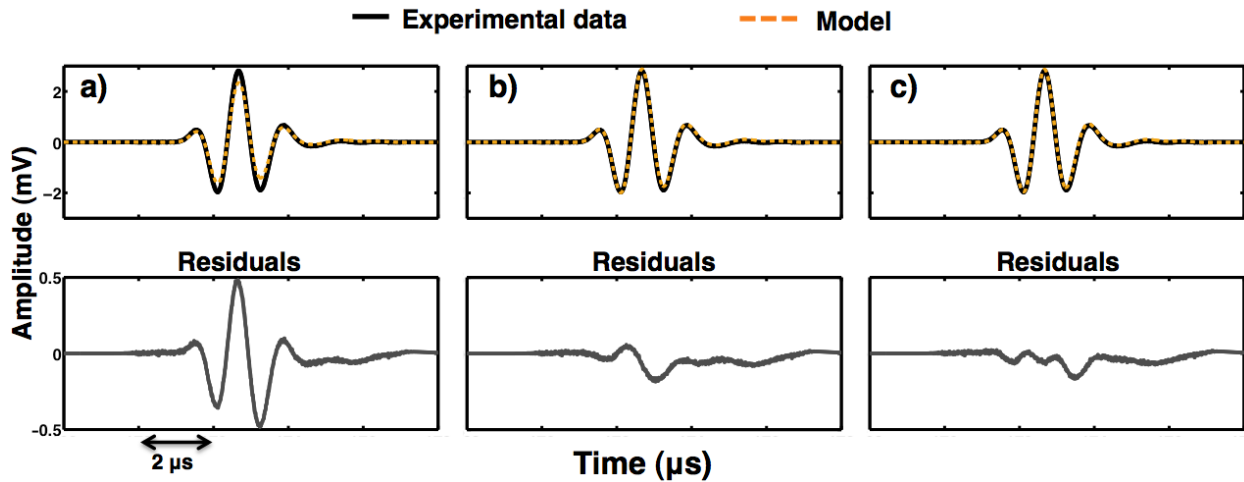 Experimental data Model
a) b) c)
2
0
−2
Amplitude (mV)
Residuals Residuals Residuals
0.5
0
−0.5
2 μs
Time (μs)